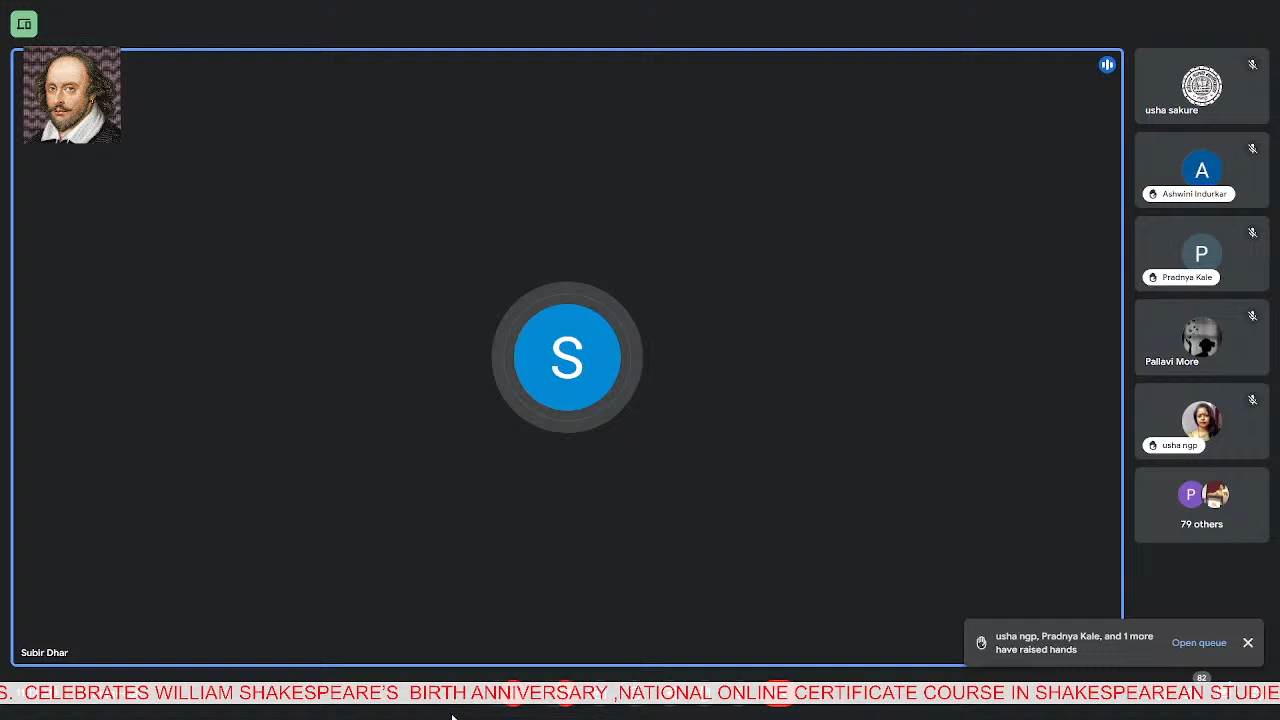 usha sakure
A
Ashwini Indurkar
P
Pradnya Kale
Pallavi More
usha ngp
P
79 others
S
Subir Dhar
usha ngp, Pradnya Kale, and 1 more
have raised hands
Open queue
82
S. CELEBRATES WILLIAM SHAKESPEARE'S BIRTH ANNIVERSARY ,NATIONAL ONLINE CERTIFICATE COURSE IN SHAKESPEAREAN STUDIE